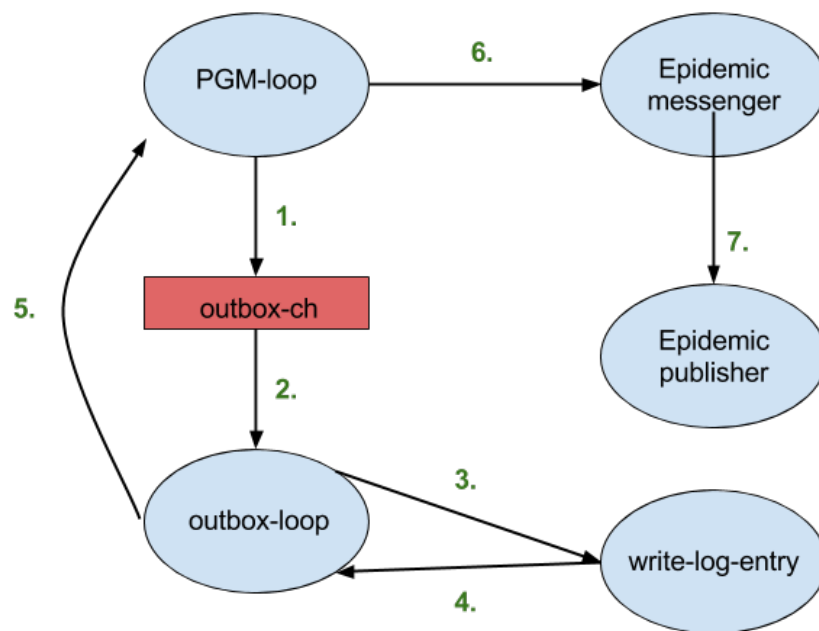 PGM-loop
6.
Epidemic
messenger
1.
7.
5.
outbox-ch
Epidemic
publisher
2.
3.
outbox-loop
write-log-entry
4.